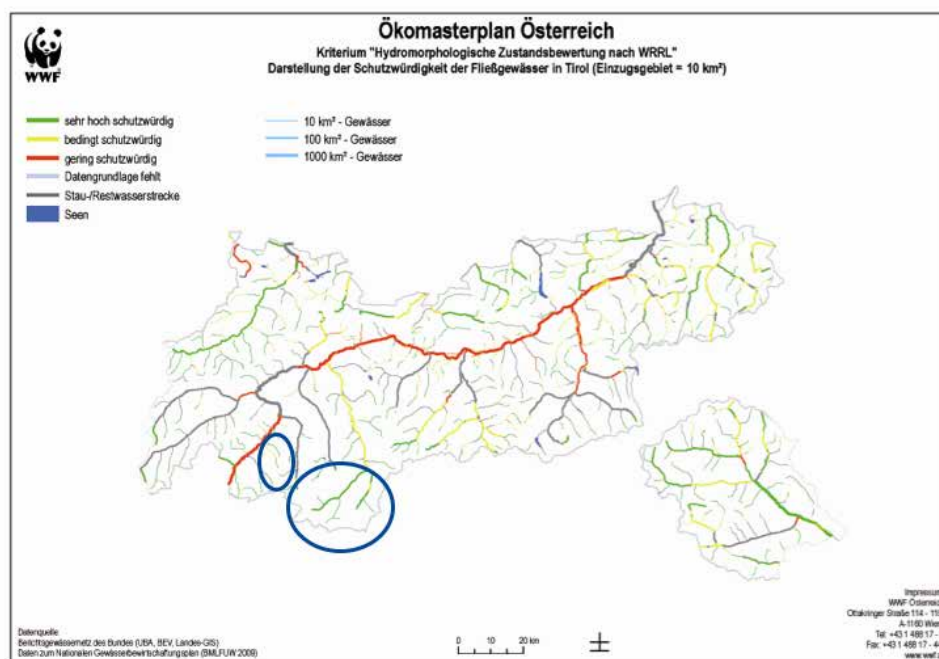 Ökomasterplan Österreich
Kriterium "Hydromorphologische Zustandsbewertung nach WRRL"
Darstellung der Schutzwürdigkeit der Fließgewässer in Tirol (Einzugsgebiet = 10 km²)
WWF
sehr hoch schutzwürdig
bedingt schutzwürdig
gering schutzwürdig
Datengrundlage fehlt
Stau-/Restwasserstrecke
Seen
10 km² - Gewässer
100 km² - Gewässer
1000 km² - Gewässer
Datenquelle
Berichtsgewässernetz des Bundes (UBA, BEV, Landes-GIS)
Daten zum Nationalen Gewässerbewirtschaftungsplan (BMLFUW 2009)
0 10 20 km
Impressum
WWF Österreich
Ottakringer Straße 114 - 11
A-1160 Wien
Tel: +43 1 488 17 -
Fax: +43 1 488 17 - 4
www.wwf.